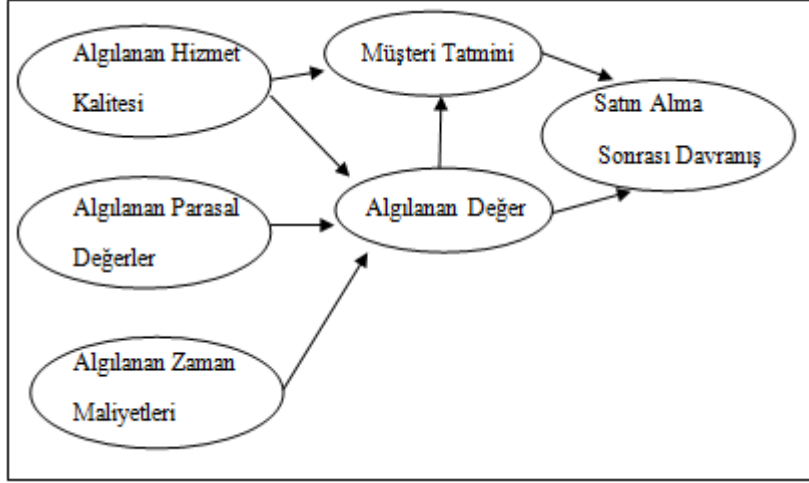 Algılanan Hizmet
Kalitesi
Müşteri Tatmini
Satın Alma
Sonrası Davranış
Algılanan Parasal
Değerler
Algılanan Değer
Algılanan Zaman
Maliyetleri